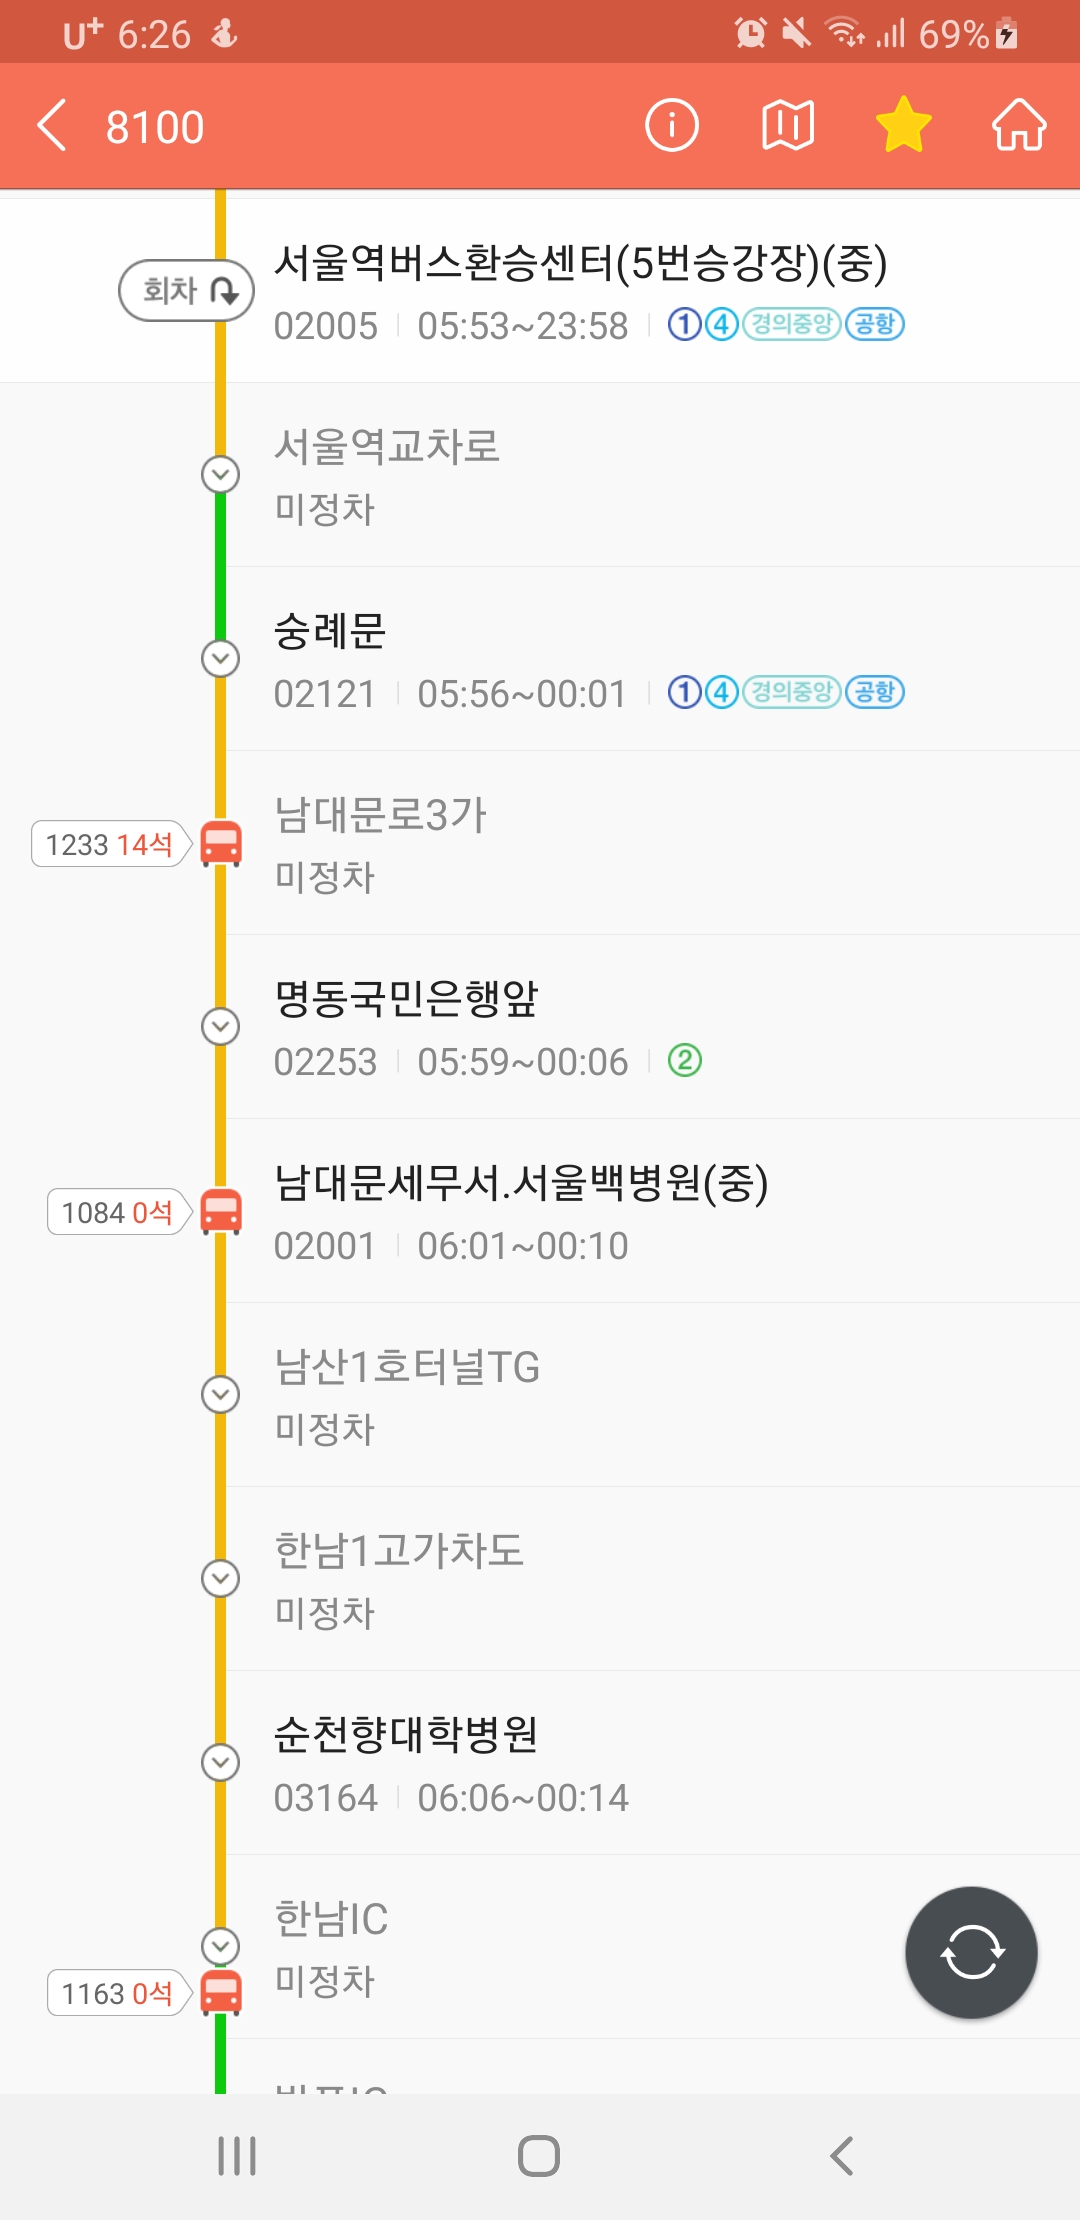 U+ 6:26 69%
8100
서울역버스환승센터(5번승강장)(중)
회차
02005 05:53~23:58 1 4 경의중앙 공항
서울역교차로
미정차
숭례문
02121 05:56~00:01 1 4 경의중앙 공항
남대문로3가
1233 14석
미정차
명동국민은행앞
02253 05:59~00:06 2
남대문세무서.서울백병원(중)
1084 0석
02001 06:01~00:10
남산1호터널TG
미정차
한남1고가차도
미정차
순천향대학병원
03164 06:06~00:14
한남IC
미정차
1163 0석